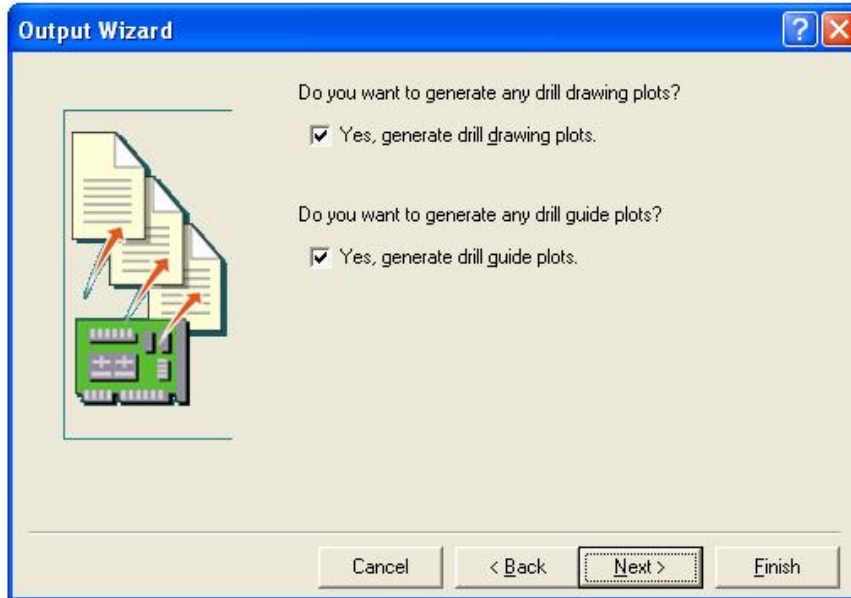 Output Wizard
Do you want to generate any drill drawing plots?
Yes, generate drill drawing plots.
Do you want to generate any drill guide plots?
Yes, generate drill guide plots.
Cancel
< Back
Next >
Finish